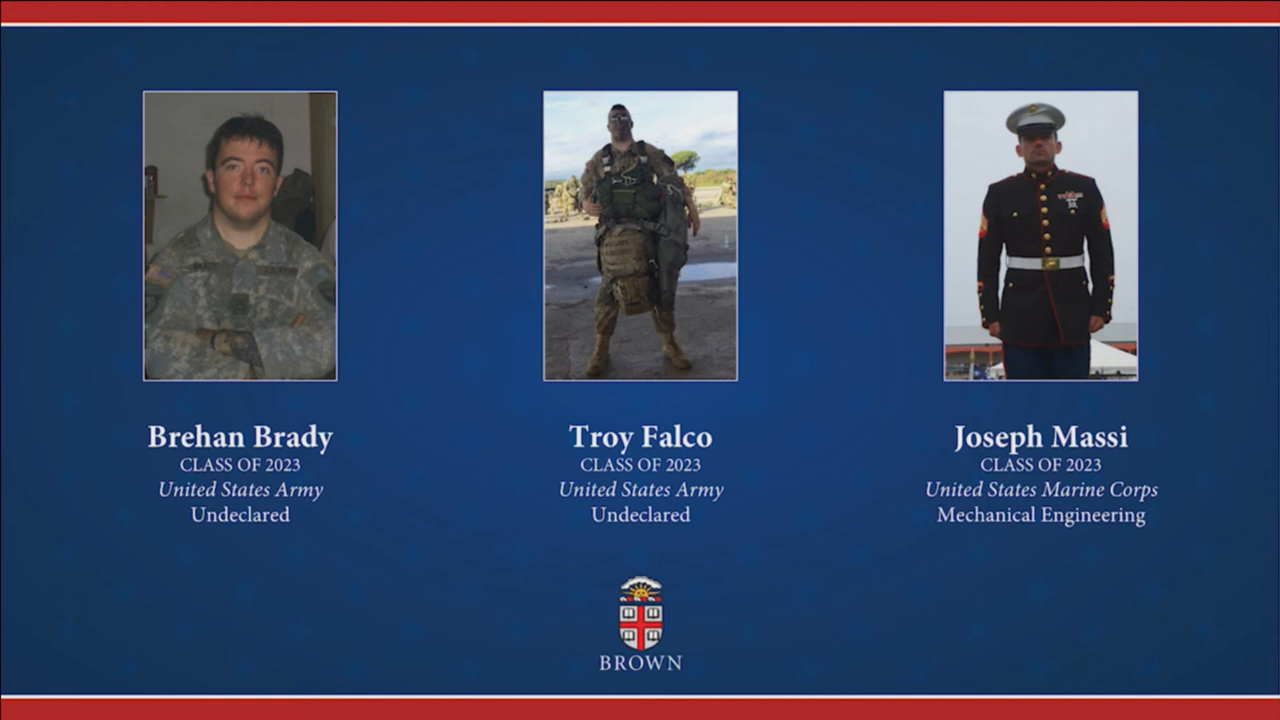 Brehan Brady
CLASS OF 2023
United States Army
Undeclared
Troy Falco
CLASS OF 2023
United States Army
Undeclared
Joseph Massi
CLASS OF 2023
United States Marine Corps
Mechanical Engineering
BROWN